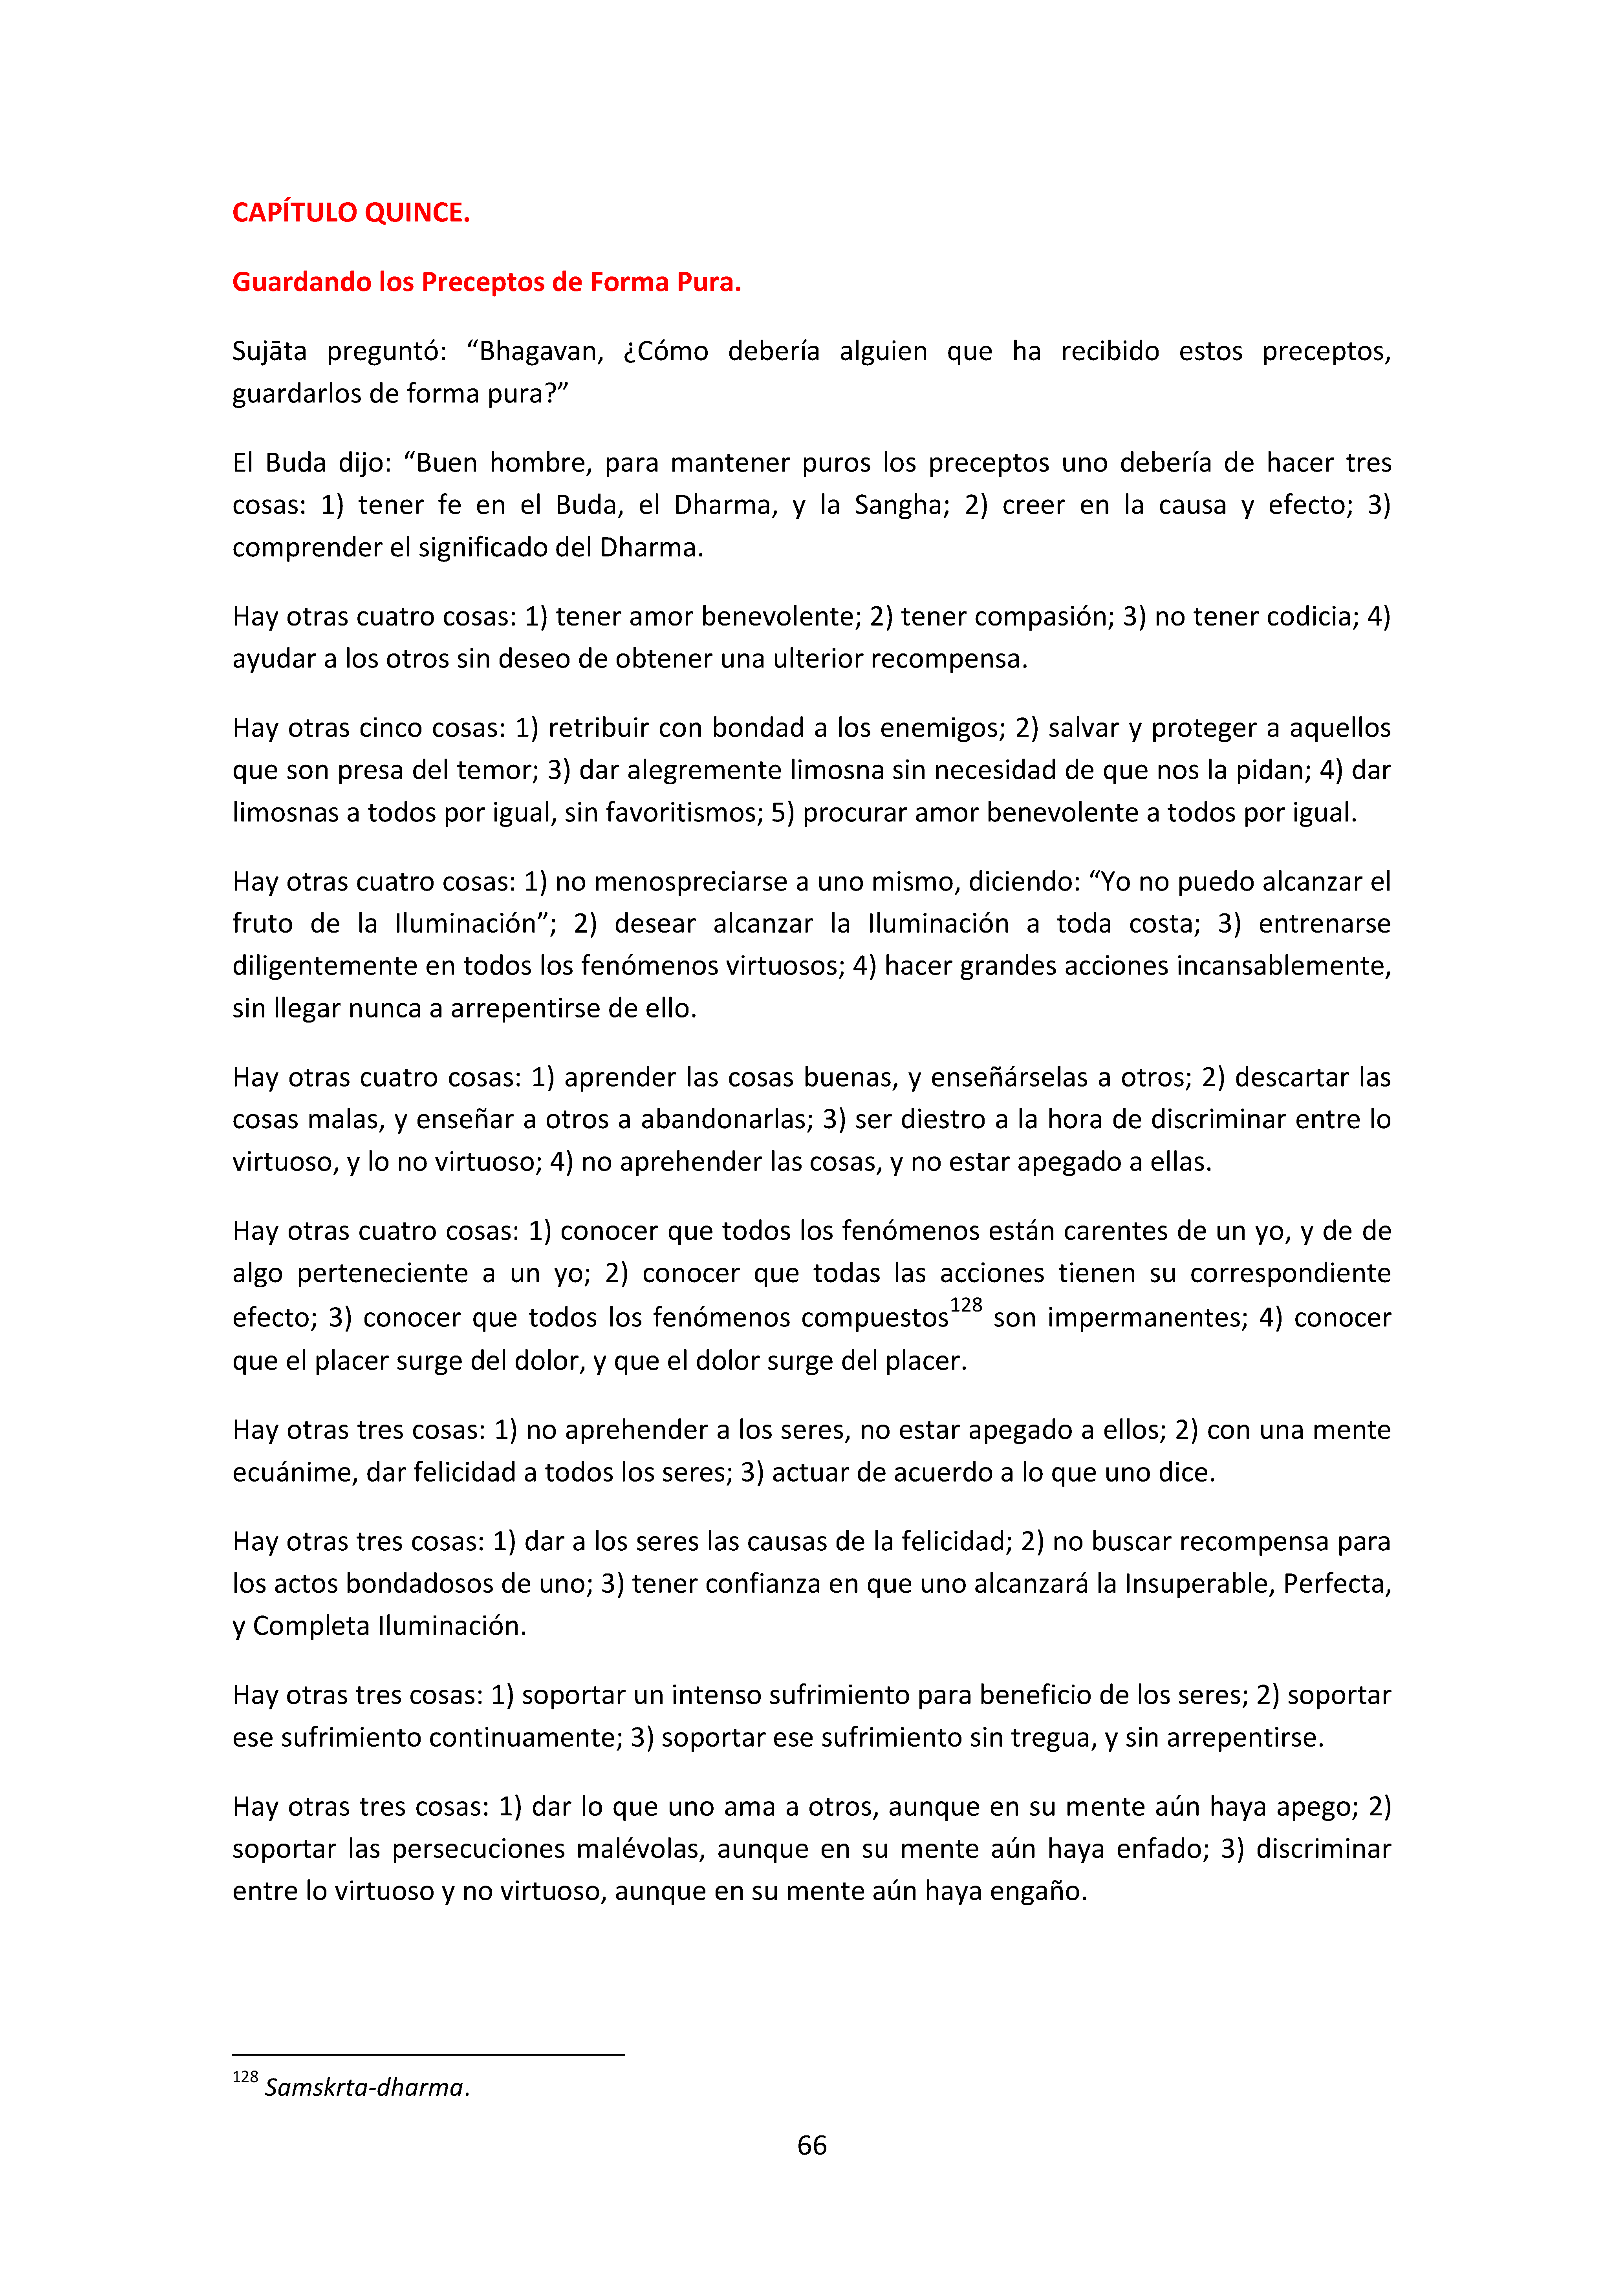 CAPÍTULO QUINCE.
Guardando los Preceptos de Forma Pura.
Sujāta preguntó: “Bhagavan, ¿Cómo debería alguien que ha recibido estos preceptos,
guardarlos de forma pura?”
El Buda dijo: “Buen hombre, para mantener puros los preceptos uno debería de hacer tres
cosas: 1) tener fe en el Buda, el Dharma, y la Sangha; 2) creer en la causa y efecto; 3)
comprender el significado del Dharma.
Hay otras cuatro cosas: 1) tener amor benevolente; 2) tener compasión; 3) no tener codicia; 4)
ayudar a los otros sin deseo de obtener una ulterior recompensa.
Hay otras cinco cosas: 1) retribuir con bondad a los enemigos; 2) salvar y proteger a aquellos
que son presa del temor; 3) dar alegremente limosna sin necesidad de que nos la pidan; 4) dar
limosnas a todos por igual, sin favoritismos; 5) procurar amor benevolente a todos por igual.
Hay otras cuatro cosas: 1) no menospreciarse a uno mismo, diciendo: “Yo no puedo alcanzar el
fruto de la Iluminación”; 2) desear alcanzar la Iluminación a toda costa; 3) entrenarse
diligentemente en todos los fenómenos virtuosos; 4) hacer grandes acciones incansablemente,
sin llegar nunca a arrepentirse de ello.
Hay otras cuatro cosas: 1) aprender las cosas buenas, y enseñárselas a otros; 2) descartar las
cosas malas, y enseñar a otros a abandonarlas; 3) ser diestro a la hora de discriminar entre lo
virtuoso, y lo no virtuoso; 4) no aprehender las cosas, y no estar apegado a ellas.
Hay otras cuatro cosas: 1) conocer que todos los fenómenos están carentes de un yo, y de de
algo perteneciente a un yo; 2) conocer que todas las acciones tienen su correspondiente
efecto; 3) conocer que todos los fenómenos compuestos128 son impermanentes; 4) conocer
que el placer surge del dolor, y que el dolor surge del placer.
Hay otras tres cosas: 1) no aprehender a los seres, no estar apegado a ellos; 2) con una mente
ecuánime, dar felicidad a todos los seres; 3) actuar de acuerdo a lo que uno dice.
Hay otras tres cosas: 1) dar a los seres las causas de la felicidad; 2) no buscar recompensa para
los actos bondadosos de uno; 3) tener confianza en que uno alcanzará la Insuperable, Perfecta,
y Completa Iluminación.
Hay otras tres cosas: 1) soportar un intenso sufrimiento para beneficio de los seres; 2) soportar
ese sufrimiento continuamente; 3) soportar ese sufrimiento sin tregua, y sin arrepentirse.
Hay otras tres cosas: 1) dar lo que uno ama a otros, aunque en su mente aún haya apego; 2)
soportar las persecuciones malévolas, aunque en su mente aún haya enfado; 3) discriminar
entre lo virtuoso y no virtuoso, aunque en su mente aún haya engaño.
128 Samskrta-dharma.
66